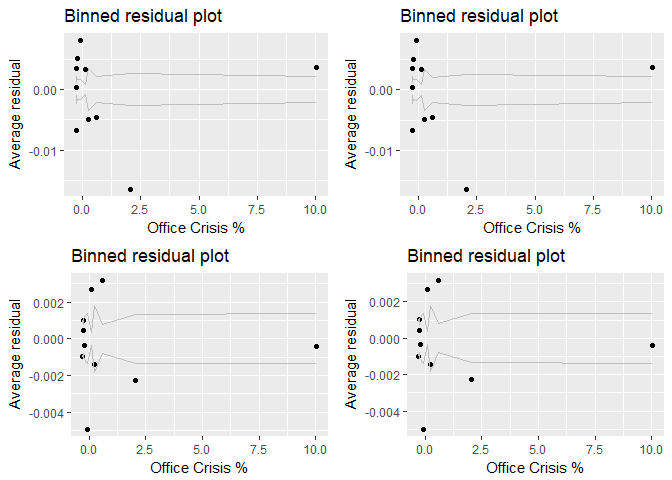 Binned residual plot
Average residual
0.00
-0.01
0.0 2.5 5.0 7.5 10.0
Office Crisis %
Binned residual plot
Average residual
0.00
-0.01
0.0 2.5 5.0 7.5 10.0
Office Crisis %
Binned residual plot
Average residual
0.002
0.000
-0.002
-0.004
0.0 2.5 5.0 7.5 10.0
Office Crisis %
Binned residual plot
Average residual
0.002
0.000
-0.002
-0.004
0.0 2.5 5.0 7.5 10.0
Office Crisis %